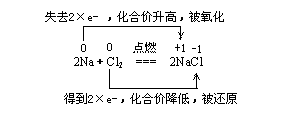 失去2×e-，化合价升高，被氧化
0 0 点燃 +1 -1
2Na + Cl₂ === 2NaCl
得到2×e-，化合价降低，被还原